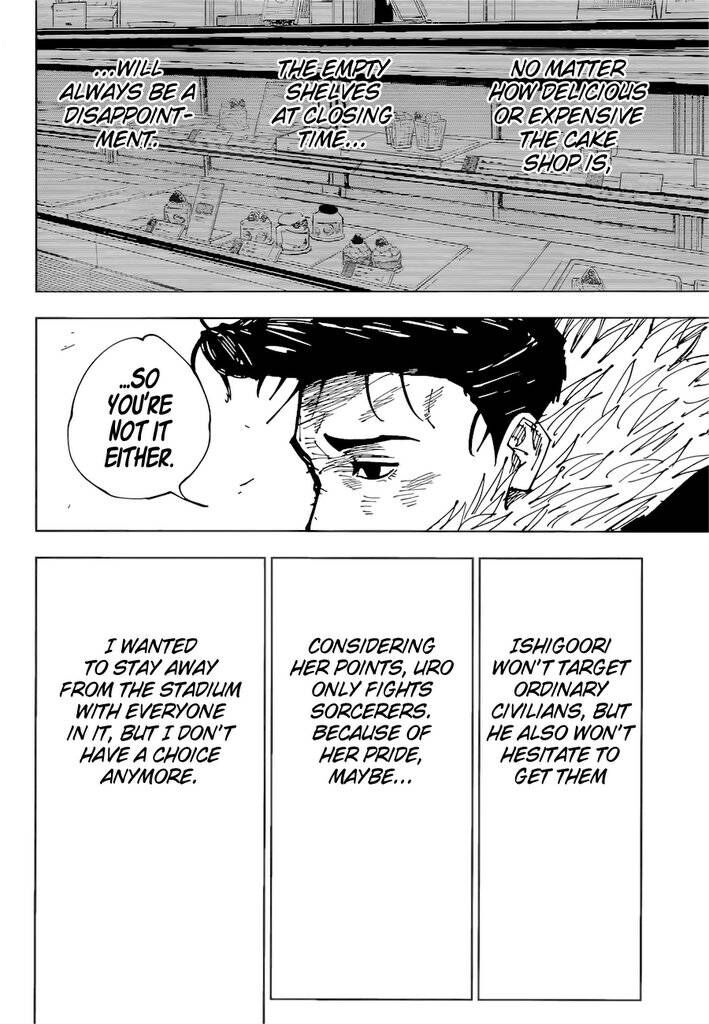 NO MATTER
HOW DELICIOUS
OR EXPENSIVE
THE CAKE
SHOP IS,
THE EMPTY
SHELVES
AT CLOSING
TIME...
...WILL
ALWAYS BE A
DISAPPOINT-
MENT.
...SO
YOU'RE
NOT IT
EITHER.
ISHIGOORI
WON'T TARGET
ORDINARY
CIVILIANS, BUT
HE ALSO WON'T
HESITATE TO
GET THEM
CONSIDERING
HER POINTS, URO
ONLY FIGHTS
SORCERERS.
BECAUSE OF
HER PRIDE,
MAYBE...
I WANTED
TO STAY AWAY
FROM THE STADIUM
WITH EVERYONE
IN IT, BUT I DON'T
HAVE A CHOICE
ANYMORE.